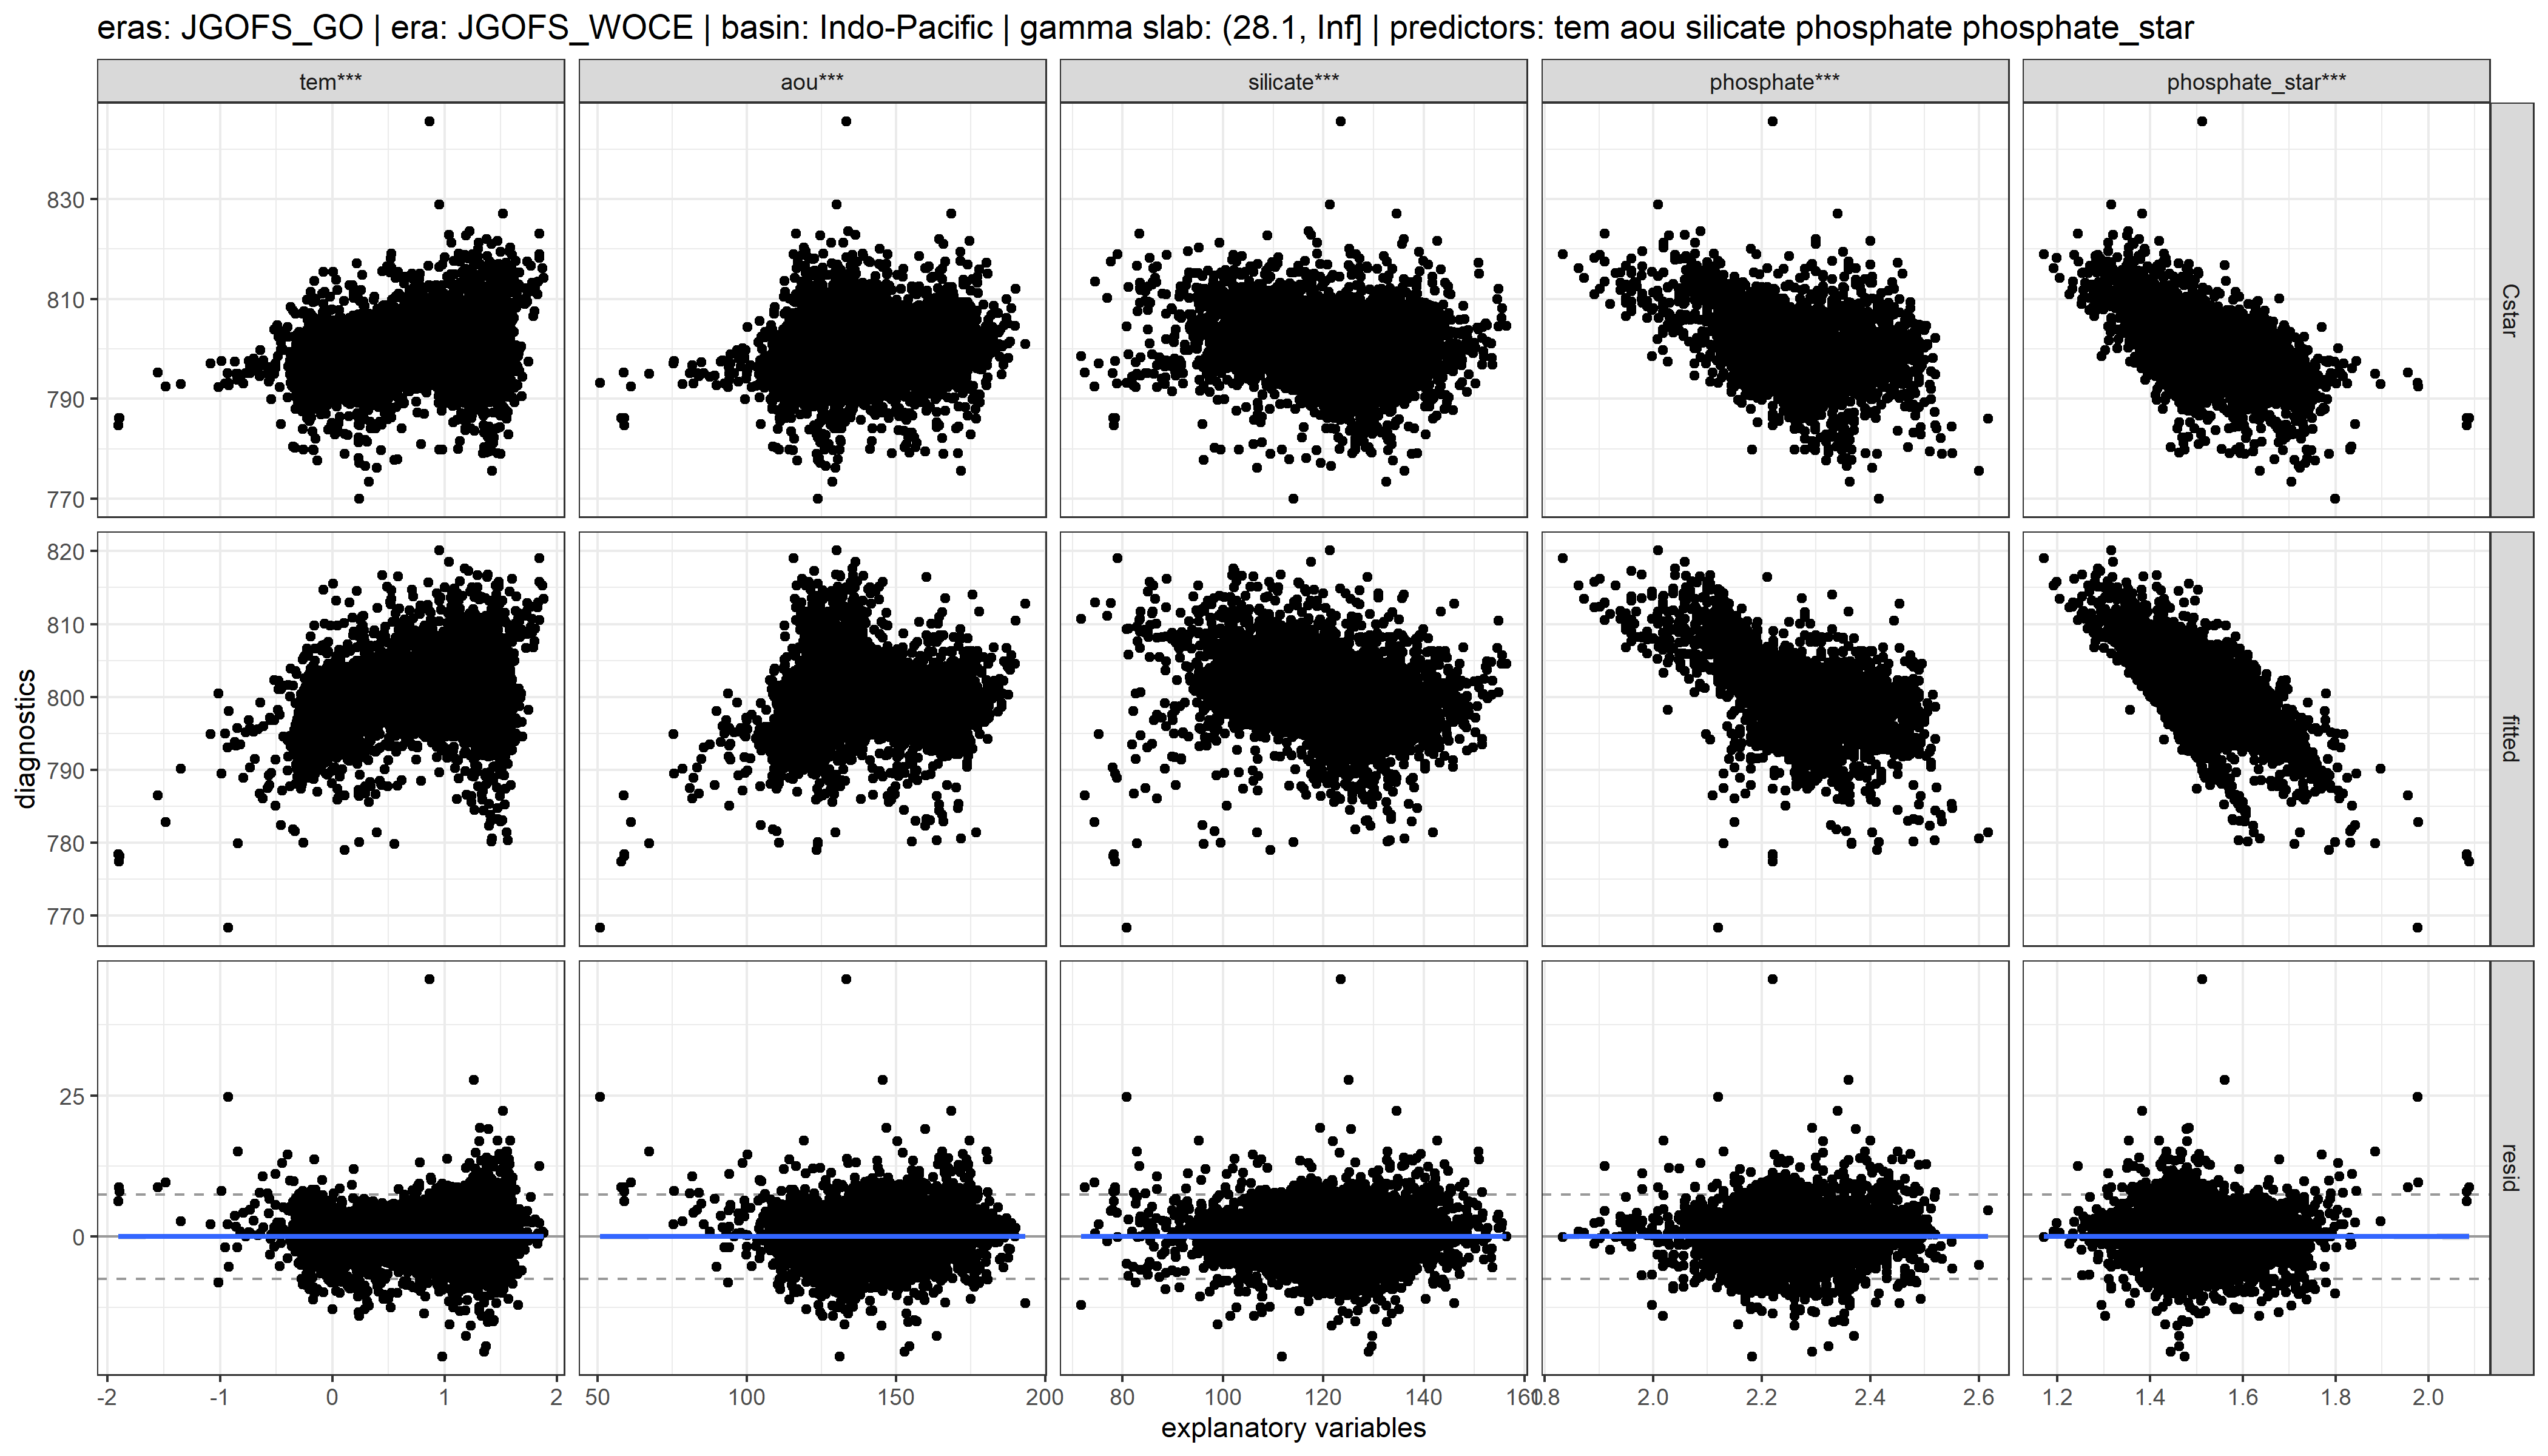 eras: JGOFS_GO | era: JGOFS_WOCE | basin: Indo-Pacific | gamma slab: (28.1, Inf] | predictors: tem aou silicate phosphate phosphate_star
tem*** aou*** silicate*** phosphate*** phosphate_star***
830
810
790
770
Cstar
820
810
800
790
780
770
fitted
diagnostics
25
0
resid
-2 -1 0 1 2 50 100 150 200 80 100 120 140 160 1.8 2.0 2.2 2.4 2.6 1.2 1.4 1.6 1.8 2.0
explanatory variables